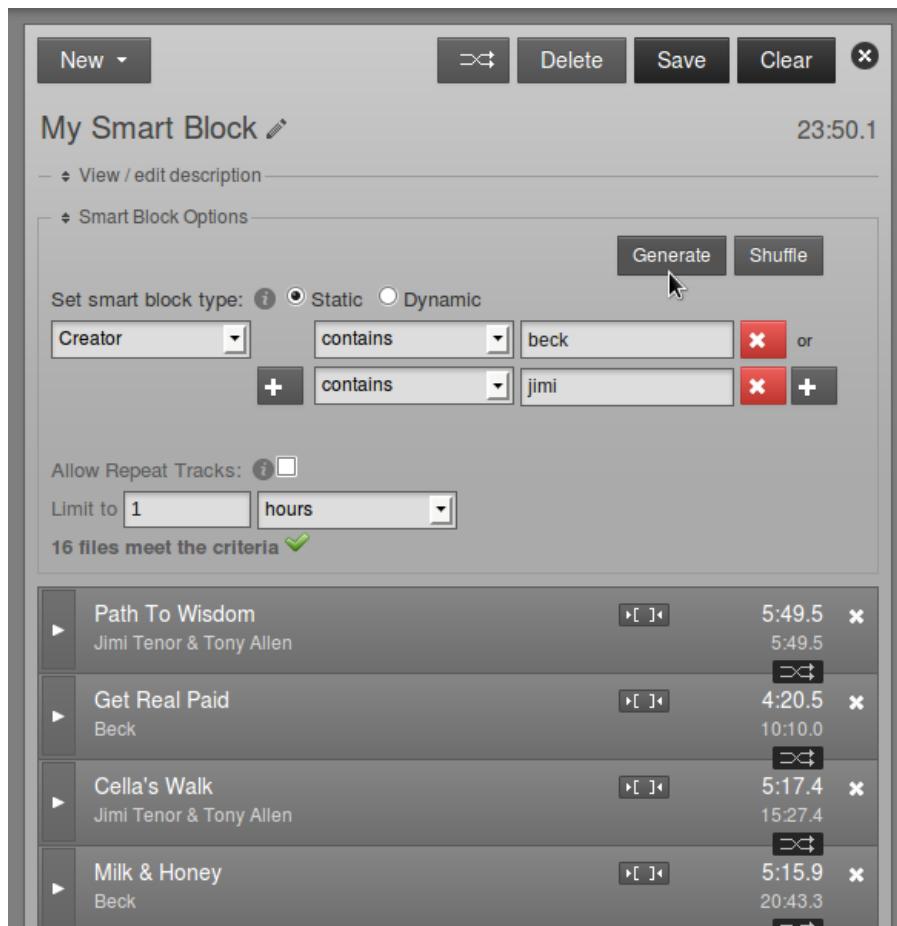 New Delete Save Clear
My Smart Block 23:50.1
View / edit description
Smart Block Options
Generate Shuffle
Set smart block type: Static Dynamic
Creator contains beck or
contains jimi
Allow Repeat Tracks:
Limit to 1 hours
16 files meet the criteria
Path To Wisdom 5:49.5
Jimi Tenor & Tony Allen 5:49.5
Get Real Paid 4:20.5
Beck 10:10.0
Cella's Walk 5:17.4
Jimi Tenor & Tony Allen 15:27.4
Milk & Honey 5:15.9
Beck 20:43.3